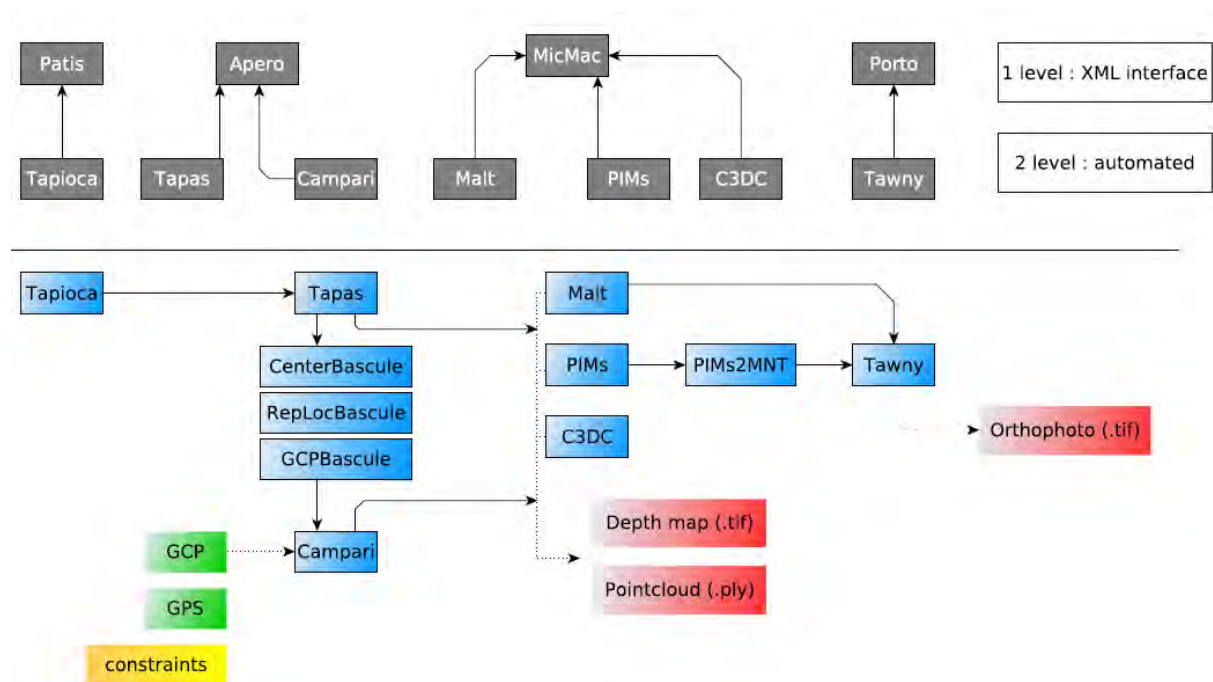 Patis
Apero
MicMac
Porto
1 level : XML interface
Tapioca
Tapas
Campari
Malt
PIMs
C3DC
Tawny
2 level : automated
Tapioca
Tapas
Malt
CenterBascule
PIMs
PIMs2MNT
Tawny
RepLocBascule
GCPBascule
C3DC
Orthophoto (.tif)
GCP
Campari
Depth map (.tif)
GPS
Pointcloud (.ply)
constraints